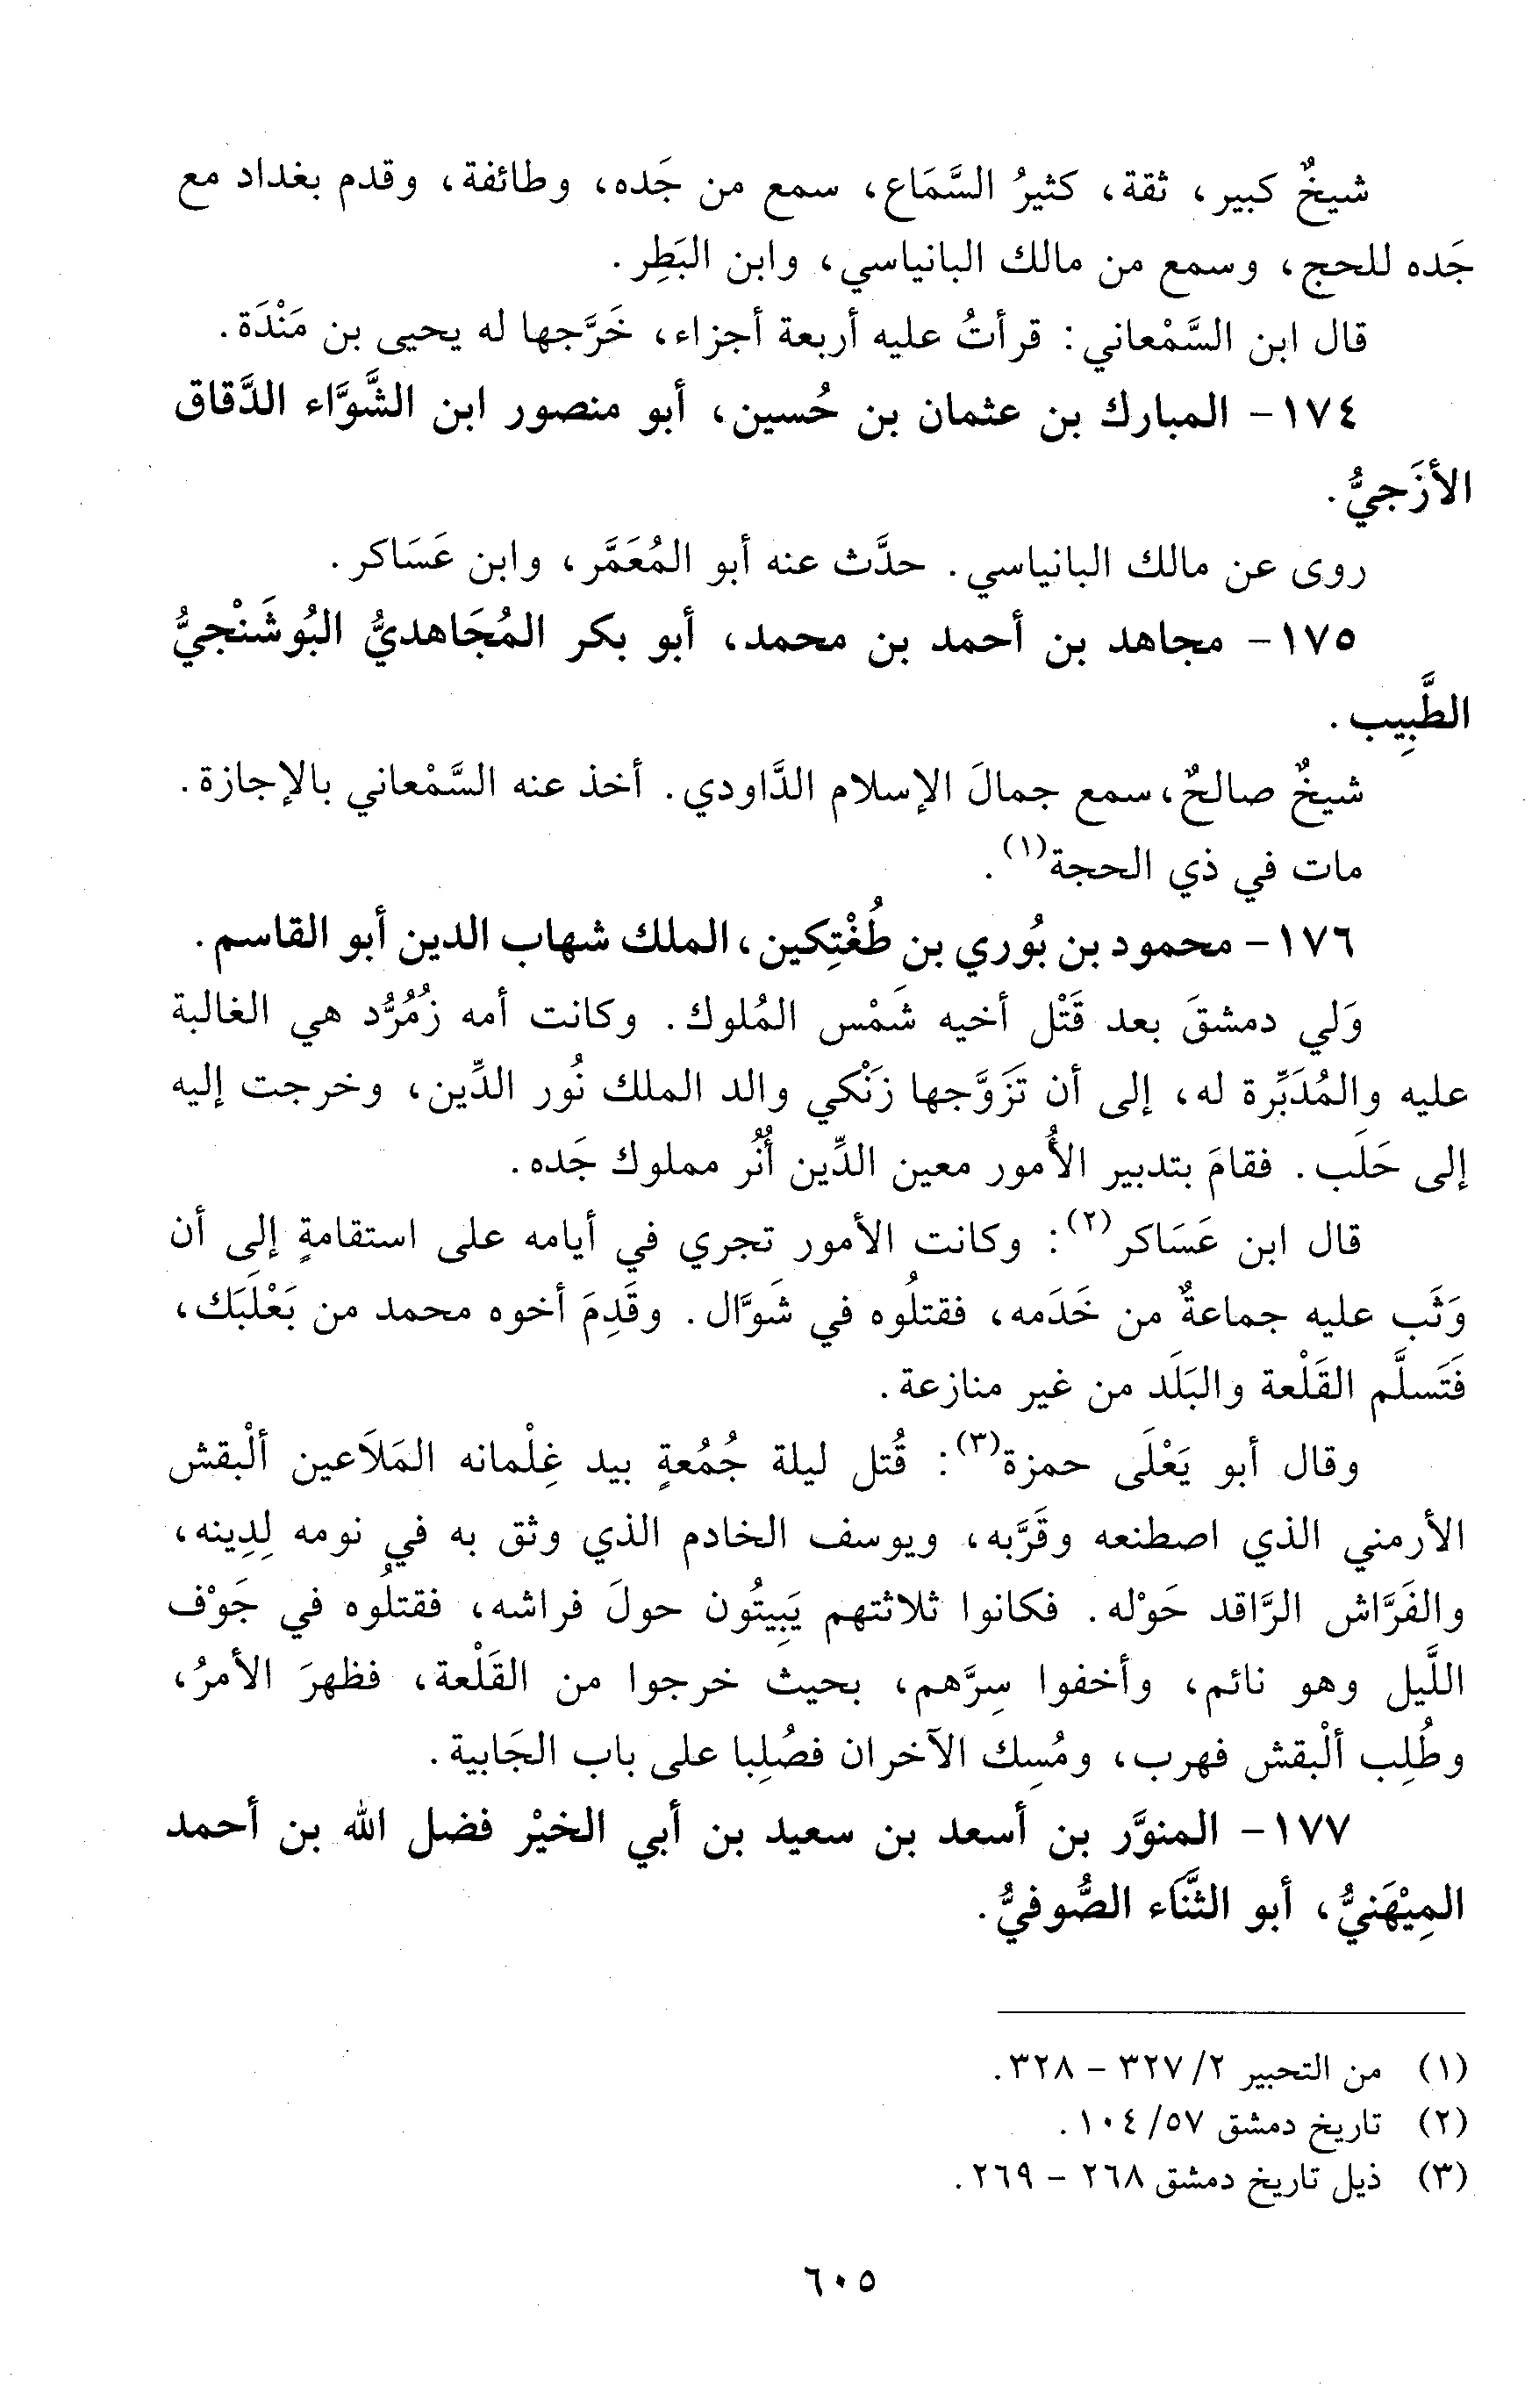 شيخٌ كبير، ثقة، كثيرُ السَّمَاع، سمع من جَده، وطائفة، وقدم بغداد مع
جَده للحج، وسمع من مالك البانياسي، وابن البَطِر.
قال ابن السَّمْعاني: قرأتُ عليه أربعة أجزاء، خَرَّجها له يحيى بن مَنْدَة.
١٧٤- المبارك بن عثمان بن حُسين، أبو منصور ابن الشَّوَّاء الدَّقاق
الأزَجيُّ.
روى عن مالك البانياسي. حدَّث عنه أبو المُعَمَّر، وابن عَسَاكر.
١٧٥- مجاهد بن أحمد بن محمد، أبو بكر المُجَاهديُّ البُوشَنْجيُّ
الطَّبِيب.
شيخٌ صالحٌ، سمع جمالَ الإسلام الدَّاودي. أخذ عنه السَّمْعاني بالإجازة.
مات في ذي الحجة(١).
١٧٦- محمود بن بُوري بن طُغْتِكين، الملك شهاب الدين أبو القاسم.
وَلي دمشقَ بعد قَتْل أخيه شَمْس المُلوك. وكانت أمه زُمُرُّد هي الغالبة
عليه والمُدَبِّرة له، إلى أن تَزَوَّجها زَنْكي والد الملك نُور الدِّين، وخرجت إليه
إلى حَلَب. فقامَ بتدبير الأُمور معين الدِّين أُنُر مملوك جَده.
قال ابن عَسَاكر(٢): وكانت الأمور تجري في أيامه على استقامةٍ إلى أن
وَثَب عليه جماعةٌ من خَدَمه، فقتلُوه في شَوَّال. وقَدِمَ أخوه محمد من بَعْلَبَك،
فَتَسلَّم القَلْعة والبَلَد من غير منازعة.
وقال أبو يَعْلَى حمزة(٣): قُتل ليلة جُمُعةٍ بيد غِلْمانه المَلاَعين ألْبقش
الأرمني الذي اصطنعه وقَرَّبه، ويوسف الخادم الذي وثق به في نومه لِدِينه،
والفَرَّاش الرَّاقد حَوْله. فكانوا ثلاثتهم يَبِيتُون حولَ فراشه، فقتلُوه في جَوْف
اللَّيل وهو نائم، وأخفوا سِرَّهم، بحيث خرجوا من القَلْعة، فظهرَ الأمرُ،
وطُلِب ألْبقش فهرب، ومُسِك الآخران فصُلِبا على باب الجَابية.
١٧٧- المنوَّر بن أسعد بن سعيد بن أبي الخيْر فضل الله بن أحمد
المِيْهَنيُّ، أبو الثَّنَاء الصُّوفيُّ.
(١) من التحبير ٢/ ٣٢٧ - ٣٢٨.
(٢) تاريخ دمشق ٥٧/ ١٠٤.
(٣) ذيل تاريخ دمشق ٢٦٨ - ٢٦٩.
٦٠٥